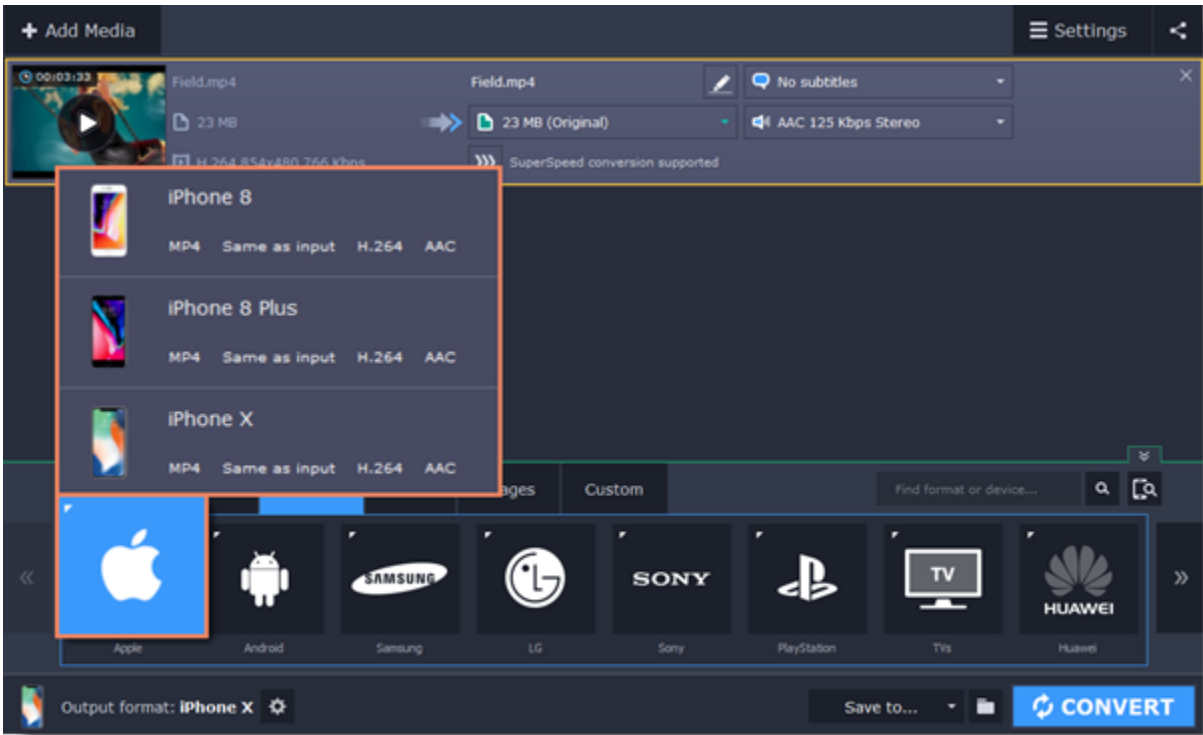 Add Media
Settings
00:03:33
Field.mp4
Field.mp4
No subtitles
23 MB
23 MB (Original)
AAC 125 Kbps Stereo
H.264 854x480 766 Kbps
SuperSpeed conversion supported
iPhone 8
MP4 Same as input H.264 AAC
iPhone 8 Plus
MP4 Same as input H.264 AAC
iPhone X
MP4 Same as input H.264 AAC
ages
Custom
Find format or device...
SAMSUNG
LG
SONY
TV
HUAWEI
Apple
Android
Samsung
LG
Sony
PlayStation
TVs
Huawei
Output format: iPhone X
Save to...
CONVERT